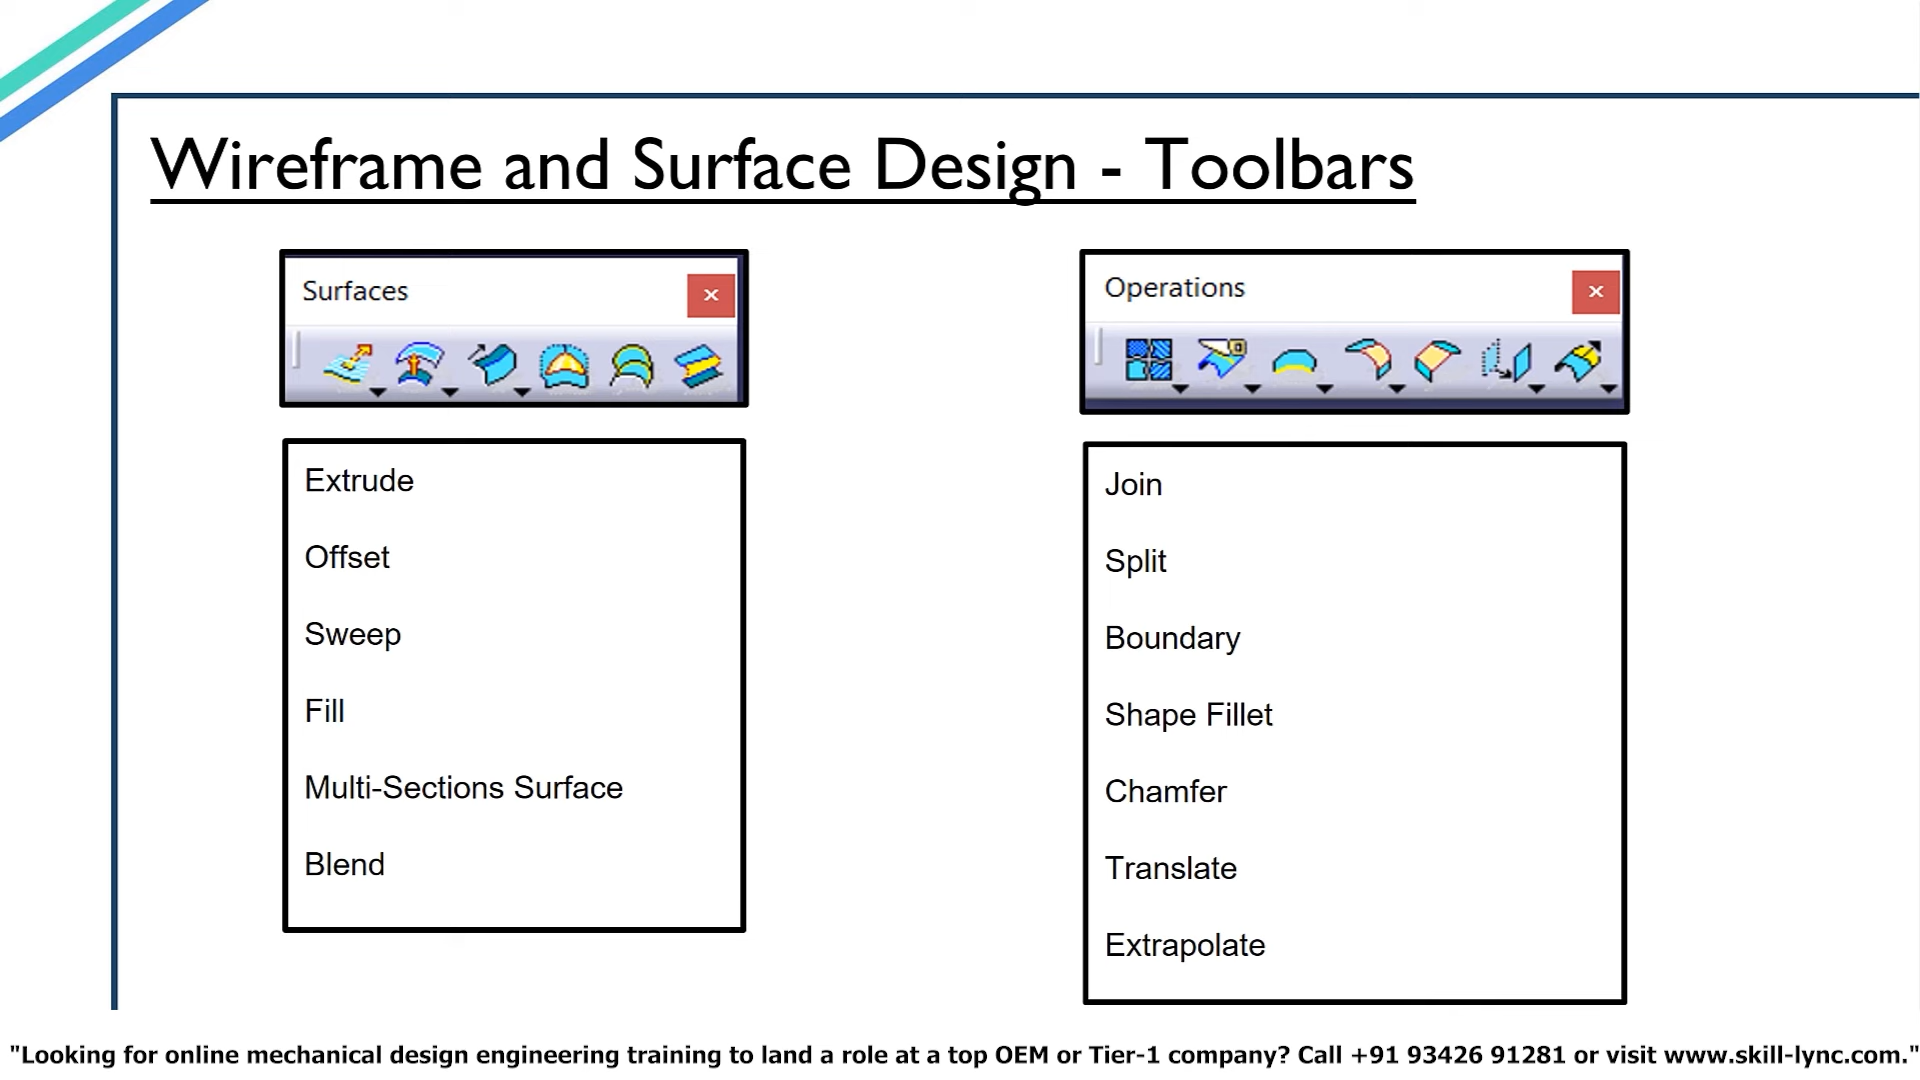 Wireframe and Surface Design - Toolbars
Surfaces
Extrude
Offset
Sweep
Fill
Multi-Sections Surface
Blend
Operations
Join
Split
Boundary
Shape Fillet
Chamfer
Translate
Extrapolate
"Looking for online mechanical design engineering training to land a role at a top OEM or Tier-1 company? Call +91 93426 91281 or visit www.skill-lync.com."